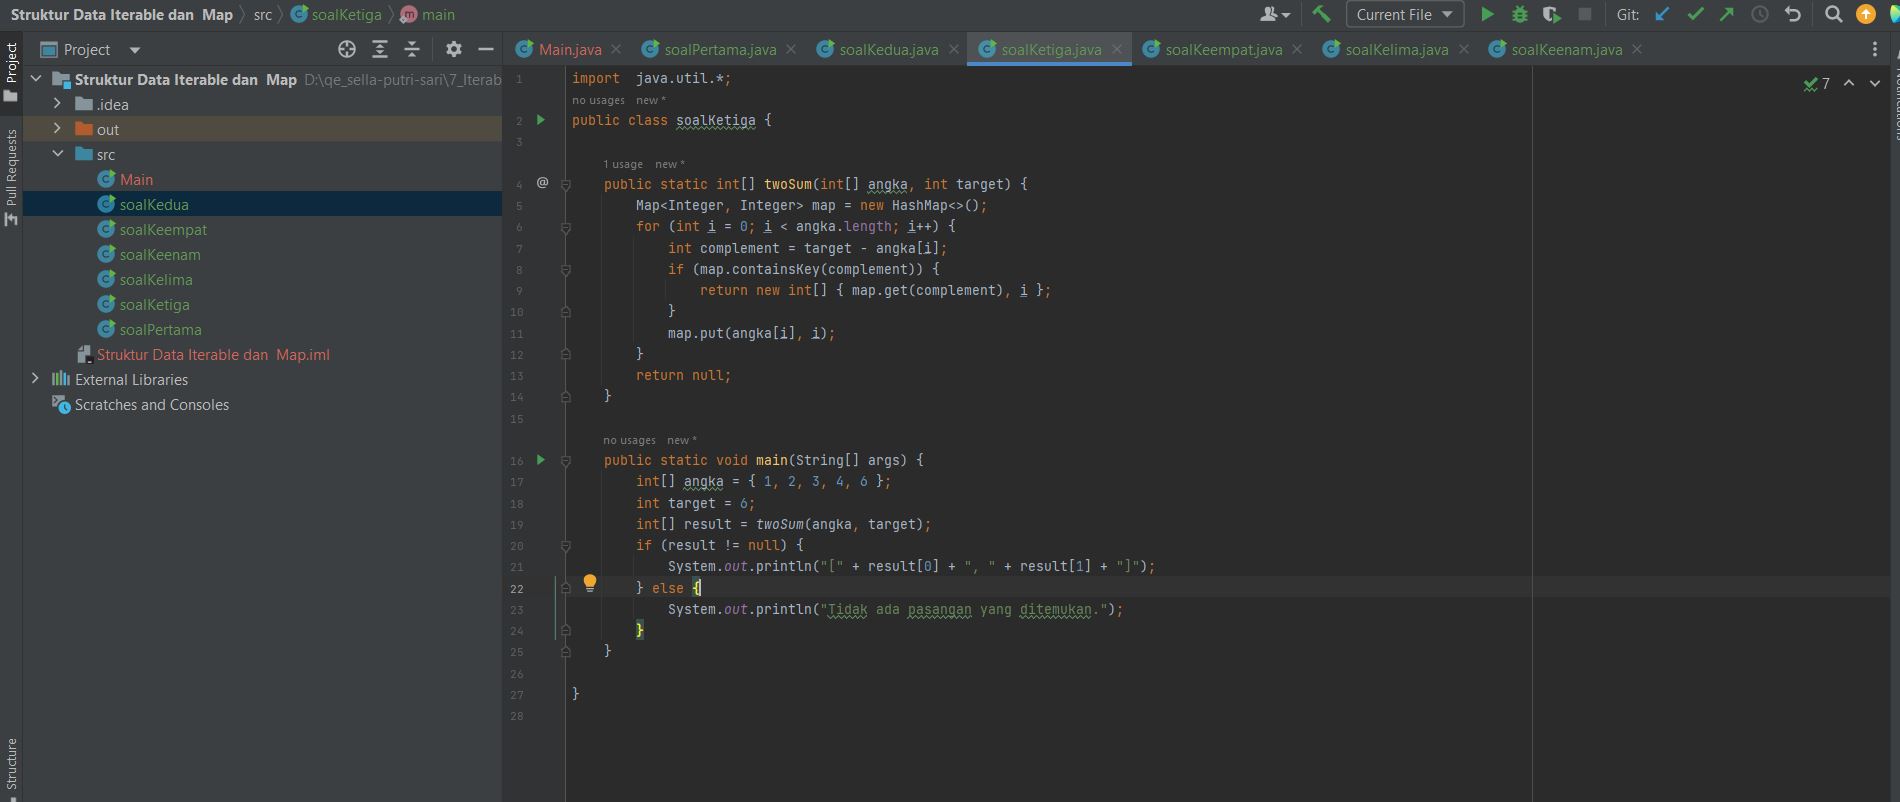 Struktur Data Iterable dan Map src soalKetiga main Current File Git:
Project
Main.java soalPertama.java soalKedua.java soalKetiga.java soalKeempat.java soalKelima.java soalKeenam.java
Project
Pull Requests
Structure
Struktur Data Iterable dan Map D:\qe_sella-putri-sari\7_Iterab
.idea
out
src
Main
soalKedua
soalKeempat
soalKeenam
soalKelima
soalKetiga
soalPertama
Struktur Data Iterable dan Map.iml
External Libraries
Scratches and Consoles
7
1 import java.util.*;
no usages new *
2 public class soalKetiga {
3
1 usage new *
4 @ public static int[] twoSum(int[] angka, int target) {
5 Map<Integer, Integer> map = new HashMap<>();
6 for (int i = 0; i < angka.length; i++) {
7 int complement = target - angka[i];
8 if (map.containsKey(complement)) {
9 return new int[] { map.get(complement), i };
10 }
11 map.put(angka[i], i);
12 }
13 return null;
14 }
15
no usages new *
16 public static void main(String[] args) {
17 int[] angka = { 1, 2, 3, 4, 6 };
18 int target = 6;
19 int[] result = twoSum(angka, target);
20 if (result != null) {
21 System.out.println("[" + result[0] + ", " + result[1] + "]");
22 } else {
23 System.out.println("Tidak ada pasangan yang ditemukan.");
24 }
25 }
26
27 }
28